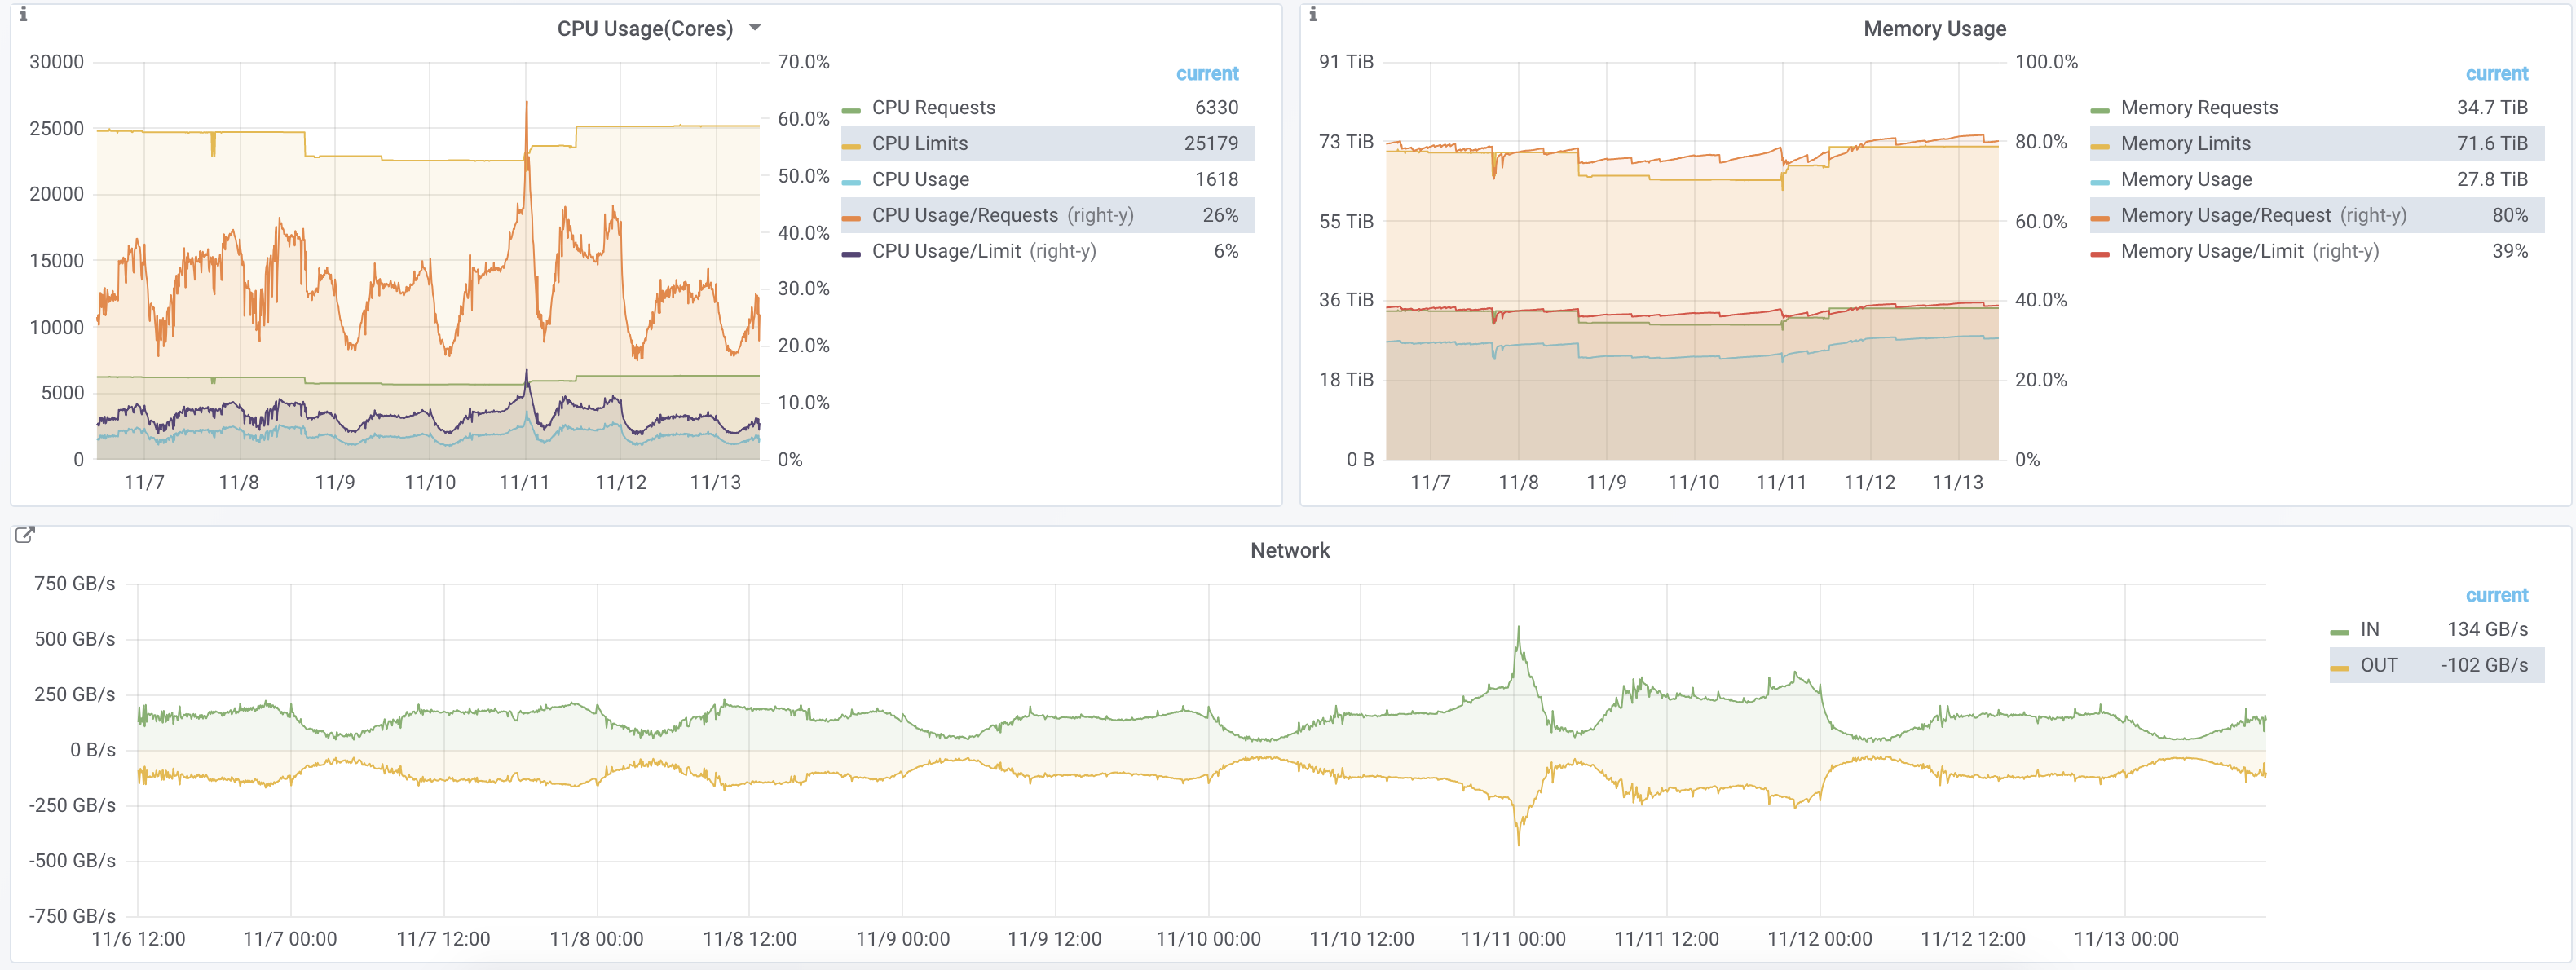 CPU Usage(Cores)
30000
25000
20000
15000
10000
5000
0
70.0%
60.0%
50.0%
40.0%
30.0%
20.0%
10.0%
0%
11/7 11/8 11/9 11/10 11/11 11/12 11/13
current
CPU Requests 6330
CPU Limits 25179
CPU Usage 1618
CPU Usage/Requests (right-y) 26%
CPU Usage/Limit (right-y) 6%
Memory Usage
91 TiB
73 TiB
55 TiB
36 TiB
18 TiB
0 B
100.0%
80.0%
60.0%
40.0%
20.0%
0%
11/7 11/8 11/9 11/10 11/11 11/12 11/13
current
Memory Requests 34.7 TiB
Memory Limits 71.6 TiB
Memory Usage 27.8 TiB
Memory Usage/Request (right-y) 80%
Memory Usage/Limit (right-y) 39%
Network
750 GB/s
500 GB/s
250 GB/s
0 B/s
-250 GB/s
-500 GB/s
-750 GB/s
11/6 12:00 11/7 00:00 11/7 12:00 11/8 00:00 11/8 12:00 11/9 00:00 11/9 12:00 11/10 00:00 11/10 12:00 11/11 00:00 11/11 12:00 11/12 00:00 11/12 12:00 11/13 00:00
current
IN 134 GB/s
OUT -102 GB/s